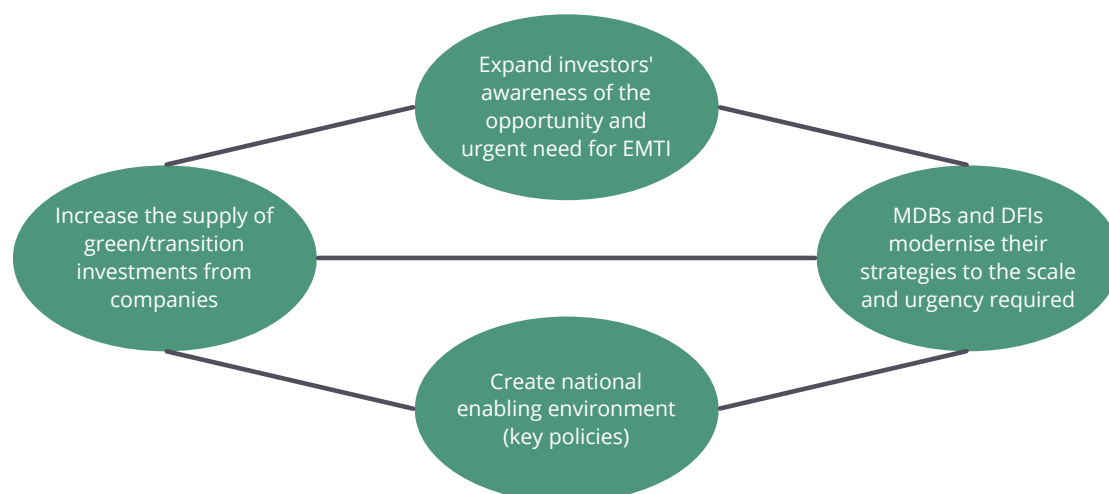 Expand investors'
awareness of the
opportunity and
urgent need for EMTI
Increase the supply of
green/transition
investments from
companies
MDBs and DFIs
modernise their
strategies to the scale
and urgency required
Create national
enabling environment
(key policies)